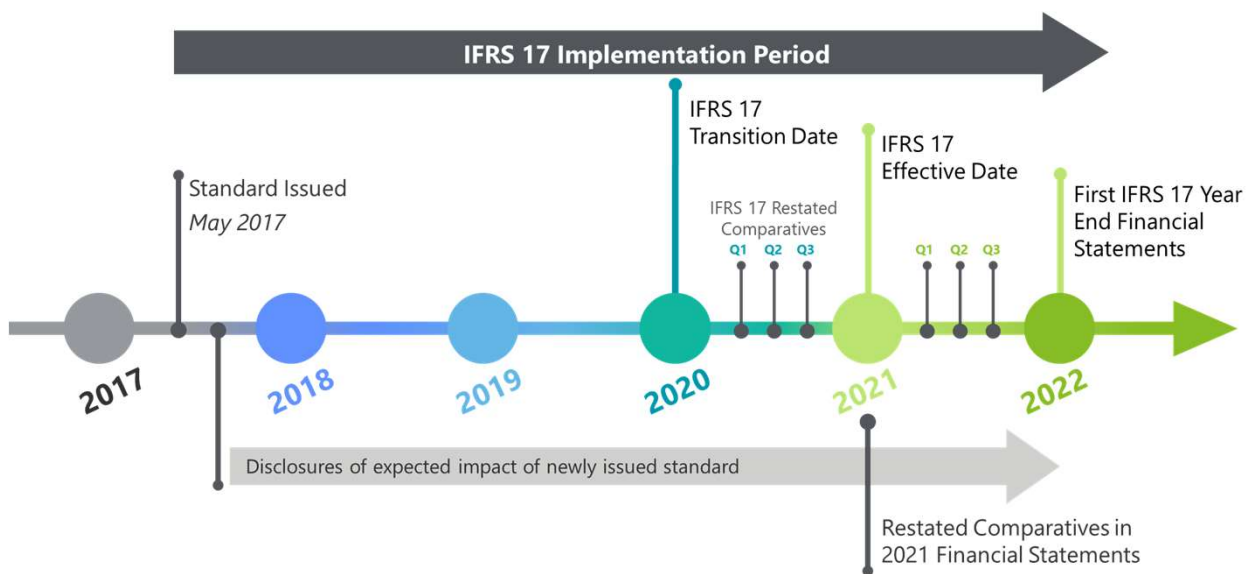 IFRS 17 Implementation Period
IFRS 17
Transition Date
IFRS 17
Effective Date
Standard Issued
May 2017
First IFRS 17 Year
End Financial
Statements
IFRS 17 Restated
Comparatives
Q1 Q2 Q3
Q1 Q2 Q3
2017
2018
2019
2020
2021
2022
Disclosures of expected impact of newly issued standard
Restated Comparatives in
2021 Financial Statements